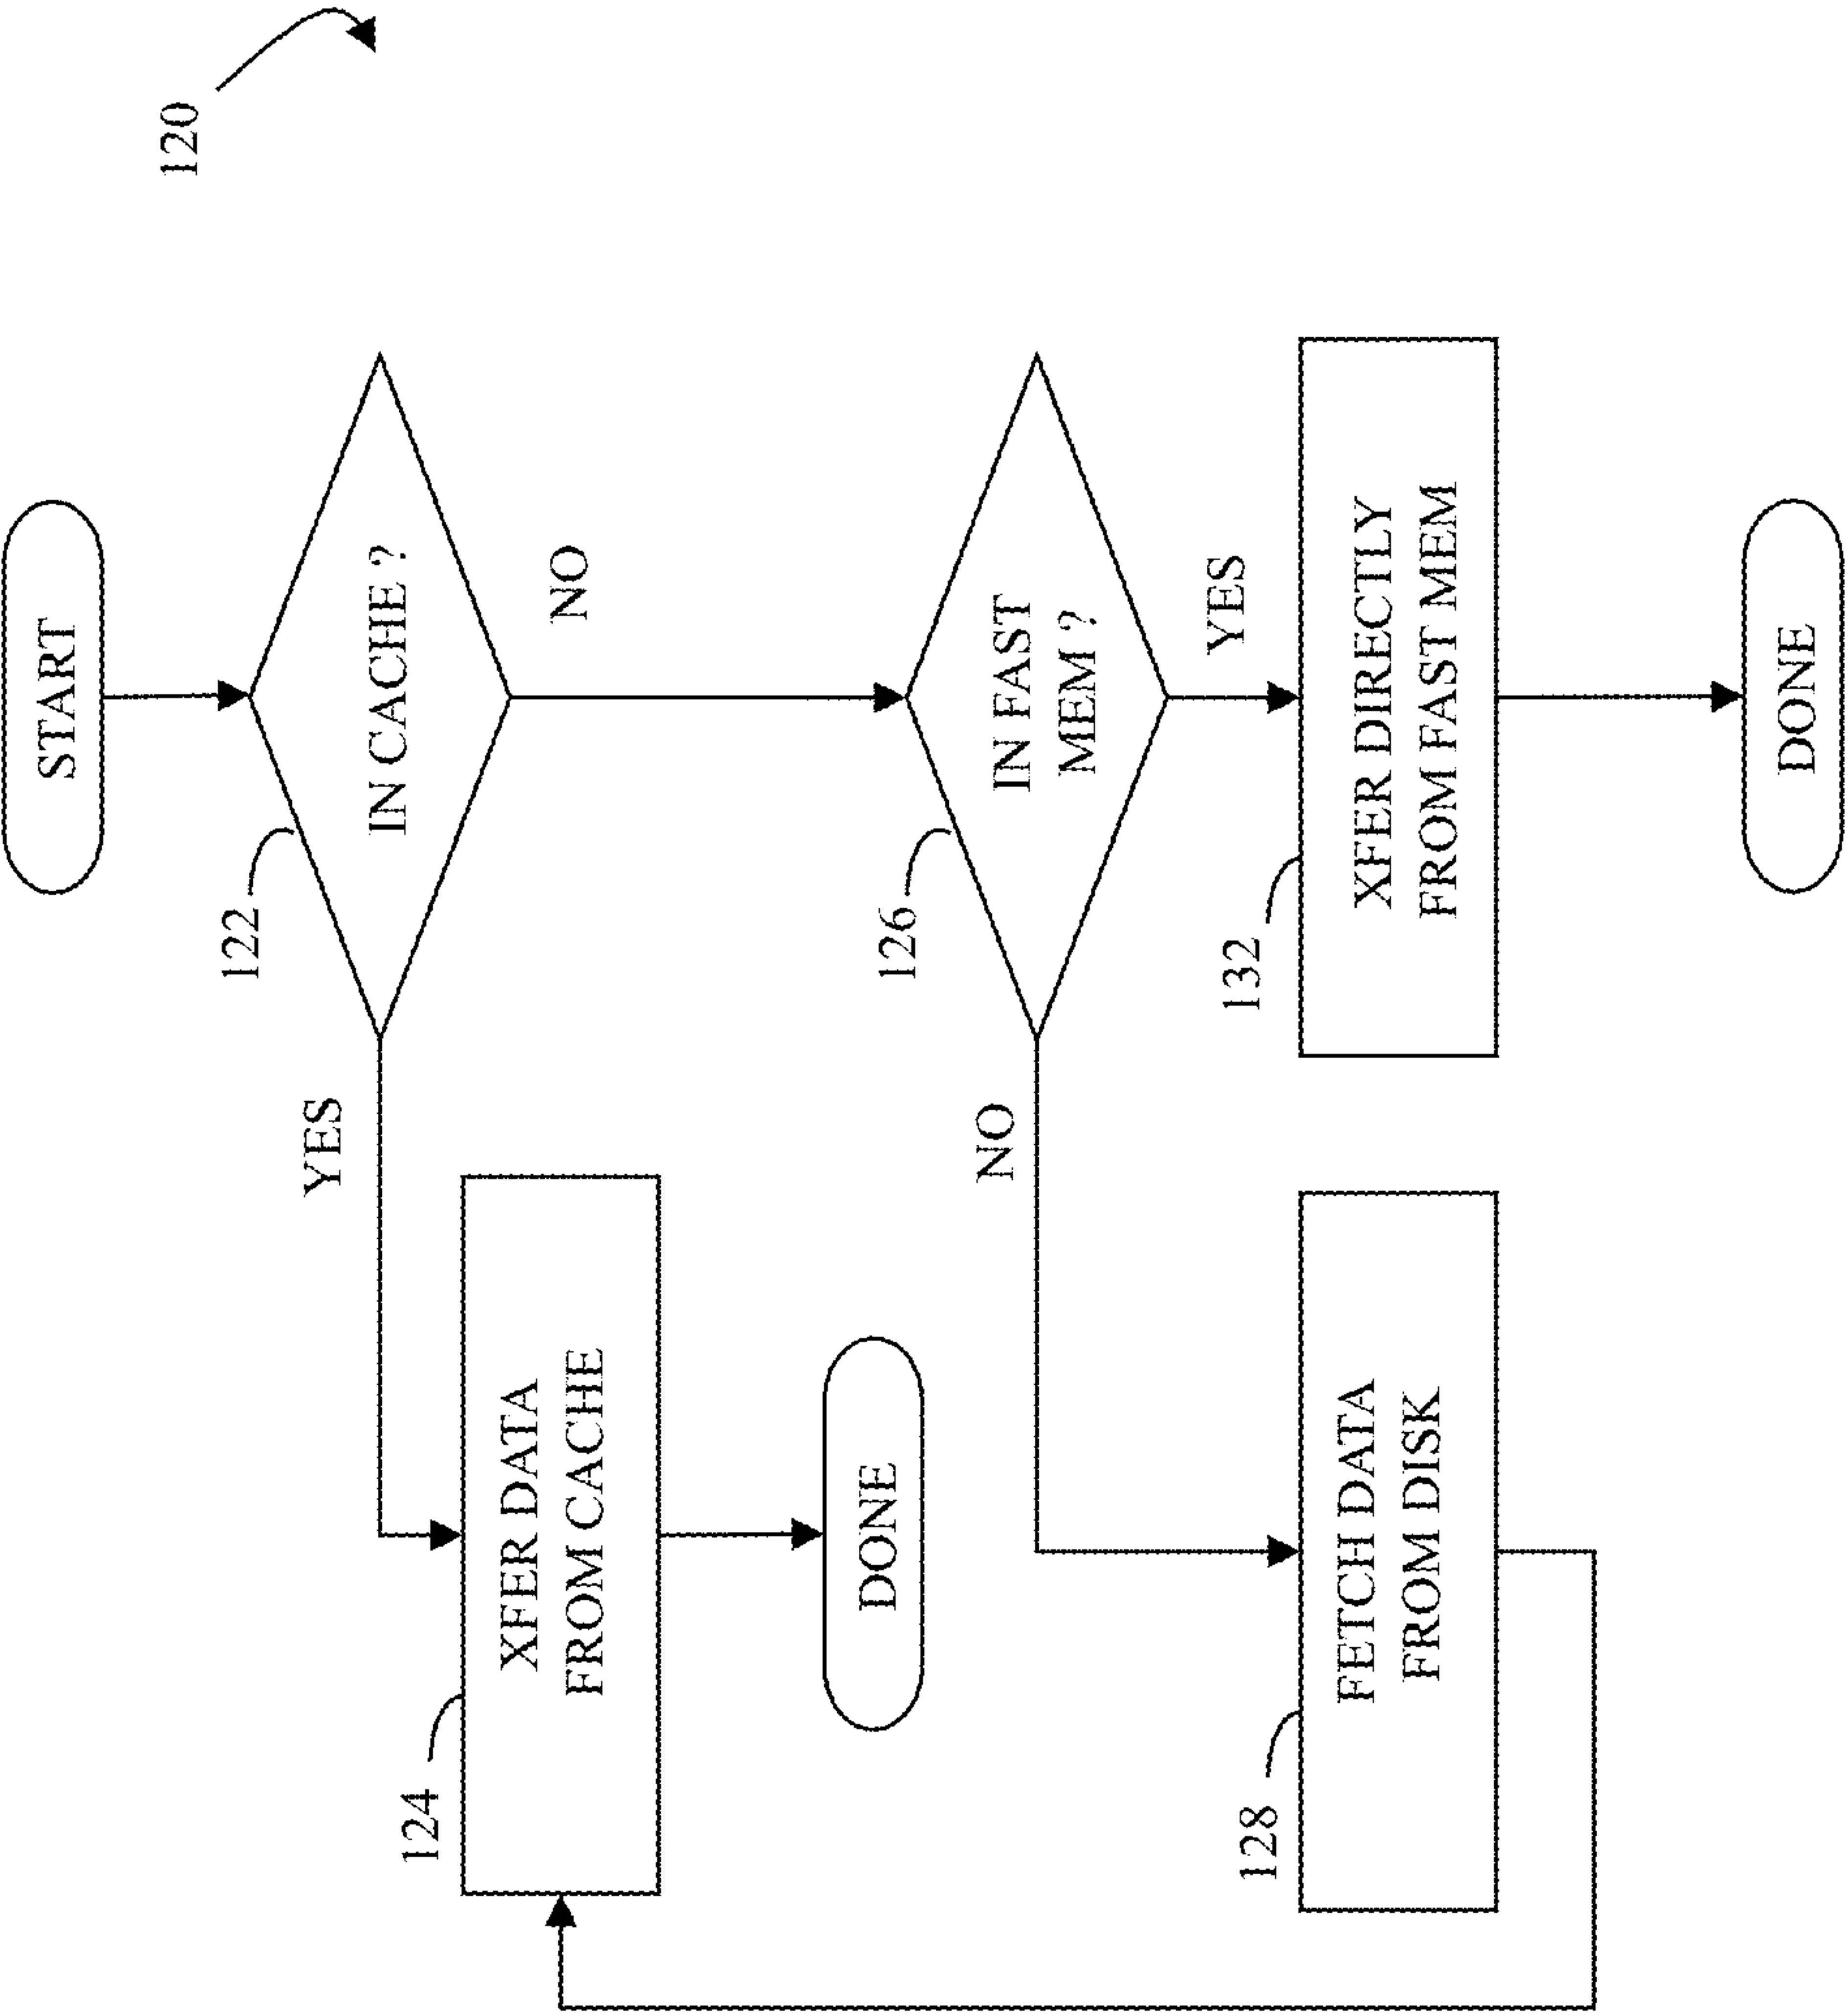 120
START
122
IN CACHE ?
YES
NO
124
XFER DATA
FROM CACHE
DONE
126
IN FAST
MEM ?
NO
YES
128
FETCH DATA
FROM DISK
132
XFER DIRECTLY
FROM FAST MEM
DONE